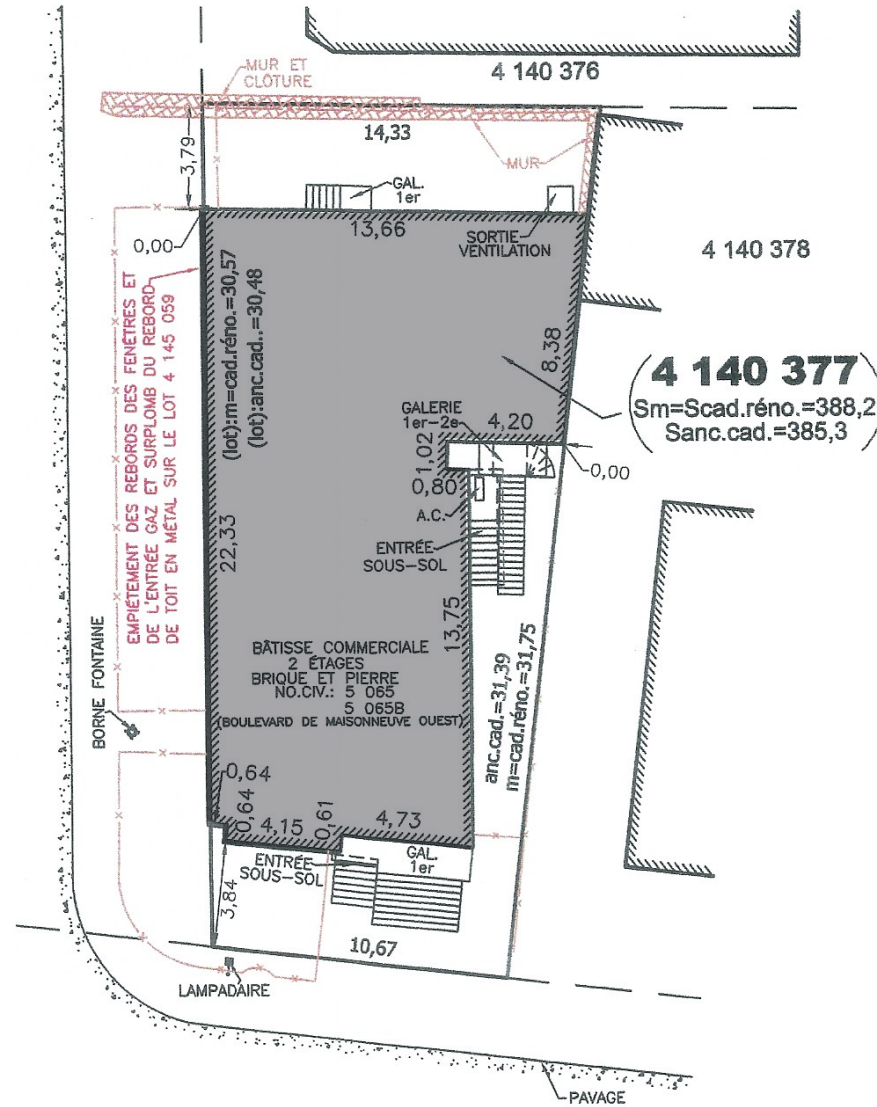 4 140 376
MUR ET
CLÔTURE
14,33
3,79
MUR
GAL.
1er
13,66
SORTIE
VENTILATION
0,00
4 140 378
EMPIÉTEMENT DES REBORDS DES FENÊTRES ET
DE L'ENTRÉE GAZ ET SURPLOMB DU REBORD
DE TOIT EN MÉTAL SUR LE LOT 4 145 059
(lot):m=cad.réno.=30,57
(lot):anc.cad..=30,48
8,38
4 140 377
Sm=Scad.réno.=388,2
Sanc.cad.=385,3
GALERIE
1er-2e
4,20
1,02
0,00
0,80
A.C.
ENTRÉE
SOUS-SOL
22,33
13,75
BÂTISSE COMMERCIALE
2 ÉTAGES
BRIQUE ET PIERRE
NO.CIV.: 5 065
5 065B
(BOULEVARD DE MAISONNEUVE OUEST)
anc.cad.=31,39
m=cad.réno.=31,75
BORNE FONTAINE
0,64
0,64
4,15
0,61
4,73
GAL.
1er
ENTRÉE
SOUS-SOL
3,84
10,67
LAMPADAIRE
PAVAGE